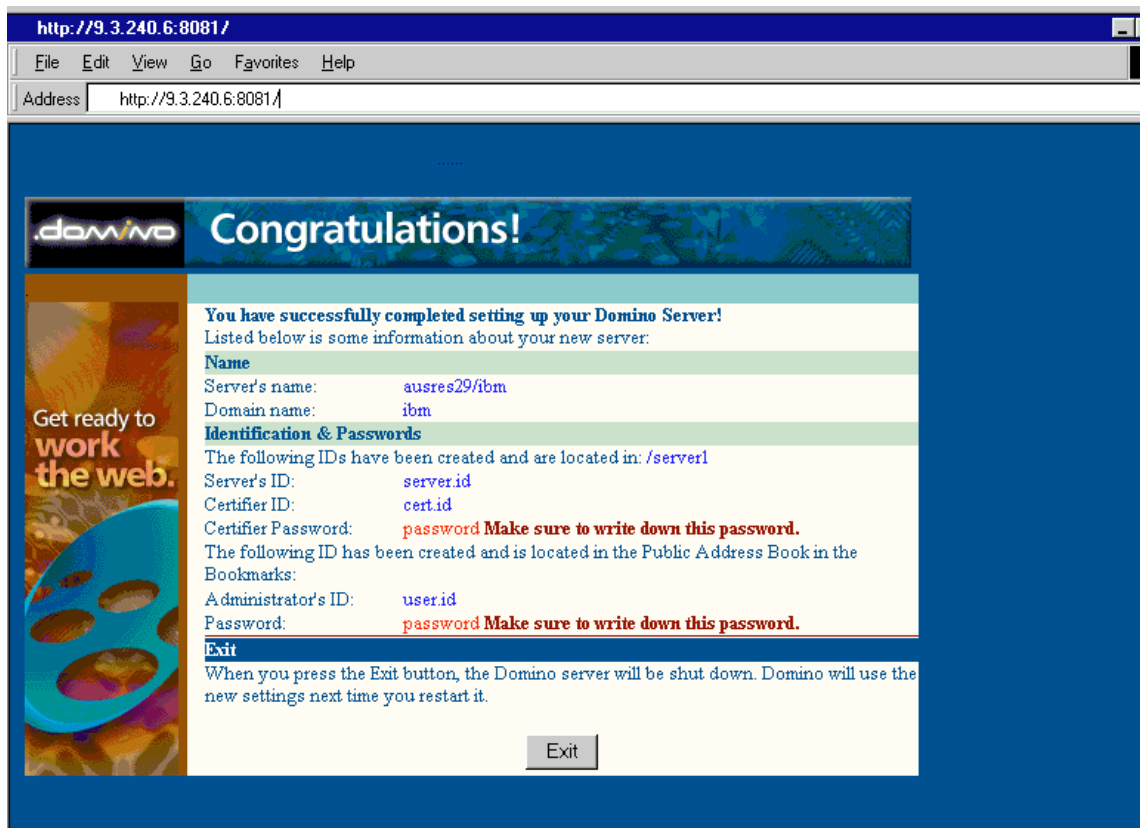 http://9.3.240.6:8081/
File Edit View Go Favorites Help
Address http://9.3.240.6:8081/
......
.domino Congratulations!
You have successfully completed setting up your Domino Server!
Listed below is some information about your new server:
Name
Server's name: ausres29/ibm
Domain name: ibm
Get ready to
work
the web.
Identification & Passwords
The following IDs have been created and are located in: /server1
Server's ID: server.id
Certifier ID: cert.id
Certifier Password: password Make sure to write down this password.
The following ID has been created and is located in the Public Address Book in the
Bookmarks:
Administrator's ID: user.id
Password: password Make sure to write down this password.
Exit
When you press the Exit button, the Domino server will be shut down. Domino will use the
new settings next time you restart it.
Exit